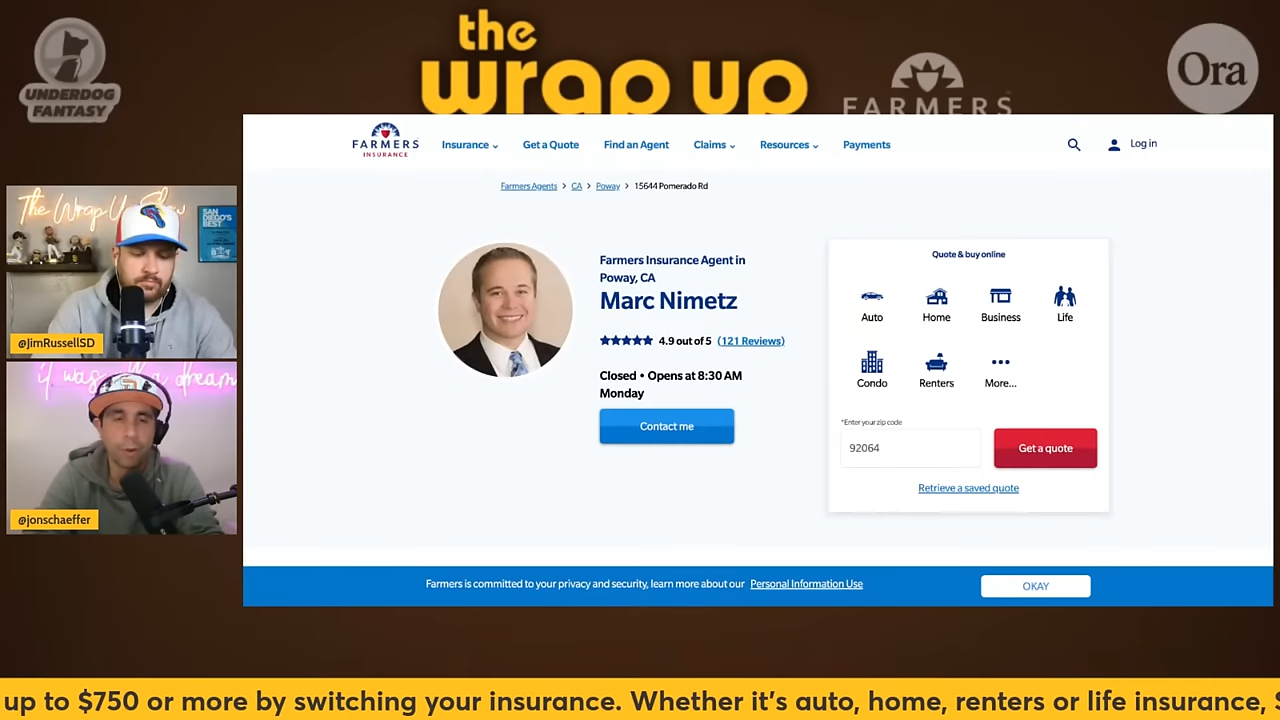 the
wrap up
UNDERDOG
FANTASY
FARMERS
Ora
FARMERS
INSURANCE
Insurance
Get a Quote
Find an Agent
Claims
Resources
Payments
Log in
Farmers Agents > CA > Poway > 15644 Pomerado Rd
Farmers Insurance Agent in
Poway, CA
Marc Nimetz
4.9 out of 5 (121 Reviews)
Closed • Opens at 8:30 AM
Monday
Contact me
Quote & buy online
Auto
Home
Business
Life
Condo
Renters
More...
*Enter your zip code
92064
Get a quote
Retrieve a saved quote
Farmers is committed to your privacy and security, learn more about our Personal Information Use
OKAY
The Wrap Up Show
SAN
DIEGO'S
BEST
@JimRussellSD
it was all a dream
@jonschaeffer
up to $750 or more by switching your insurance. Whether it's auto, home, renters or life insurance,